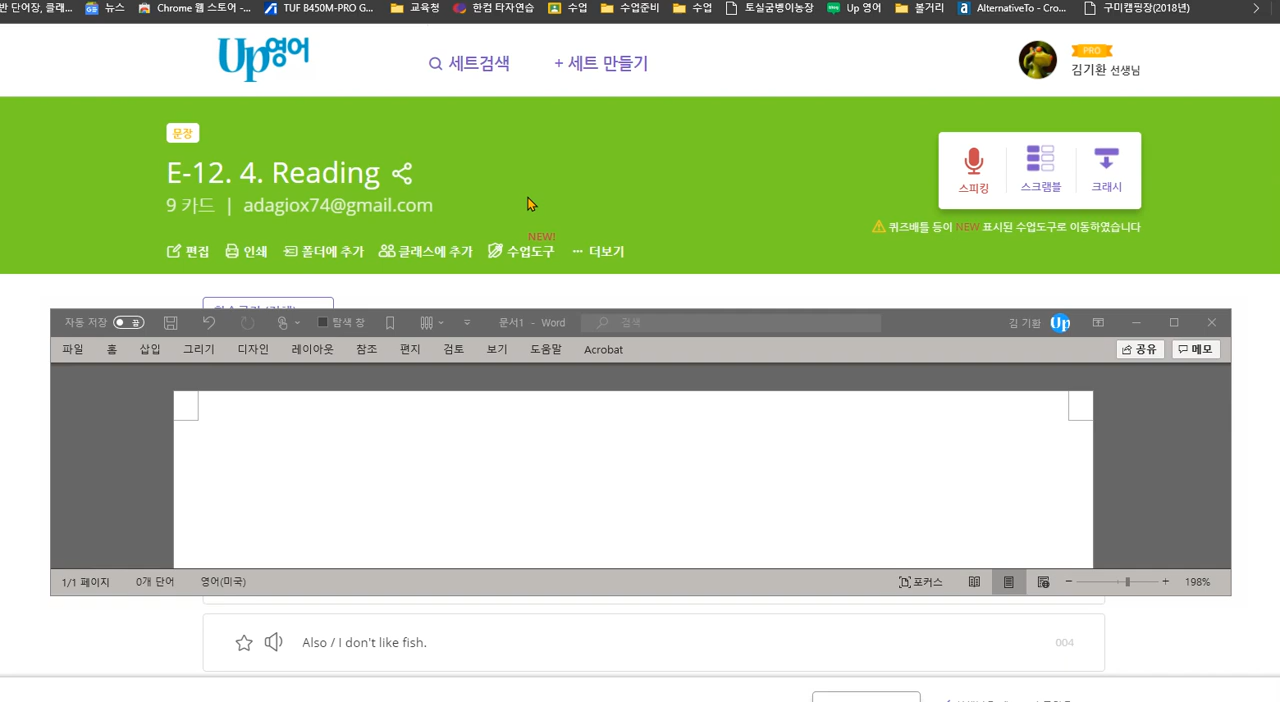 반 단어장, 클래... 뉴스 Chrome 웹 스토어 -... TUF B450M-PRO G... 교육청 한컴 타자연습 수업 수업준비 수업 토실굼벵이농장 Up 영어 볼거리 AlternativeTo - Cro... 구미캠핑장(2018년)
Up영어 세트검색 + 세트 만들기 PRO
김기환 선생님
문장
E-12. 4. Reading
9 카드 | adagiox74@gmail.com
스피킹 스크램블 크래시
퀴즈배틀 등이 NEW 표시된 수업도구로 이동하였습니다
NEW!
편집 인쇄 폴더에 추가 클래스에 추가 수업도구 ··· 더보기
자동 저장 끔 탭색 창 문서1 - Word 검색 김 기환 Up
파일 홈 삽입 그리기 디자인 레이아웃 참조 편지 검토 보기 도움말 Acrobat 공유 메모
1/1 페이지 0개 단어 영어(미국) 포커스 198%
Also / I don't like fish. 004